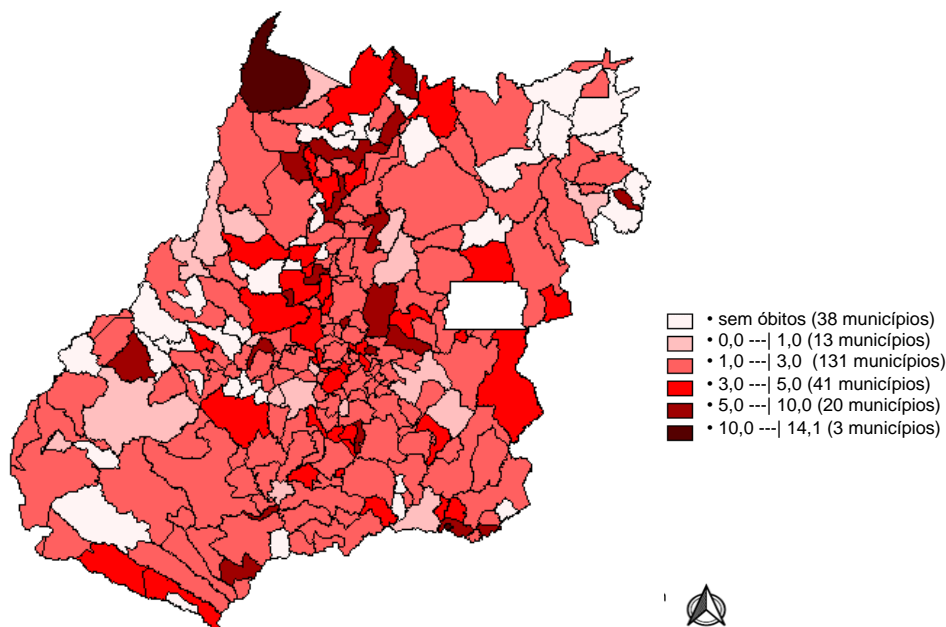 • sem óbitos (38 municípios)
• 0,0 ---| 1,0 (13 municípios)
• 1,0 ---| 3,0 (131 municípios)
• 3,0 ---| 5,0 (41 municípios)
• 5,0 ---| 10,0 (20 municípios)
• 10,0 ---| 14,1 (3 municípios)